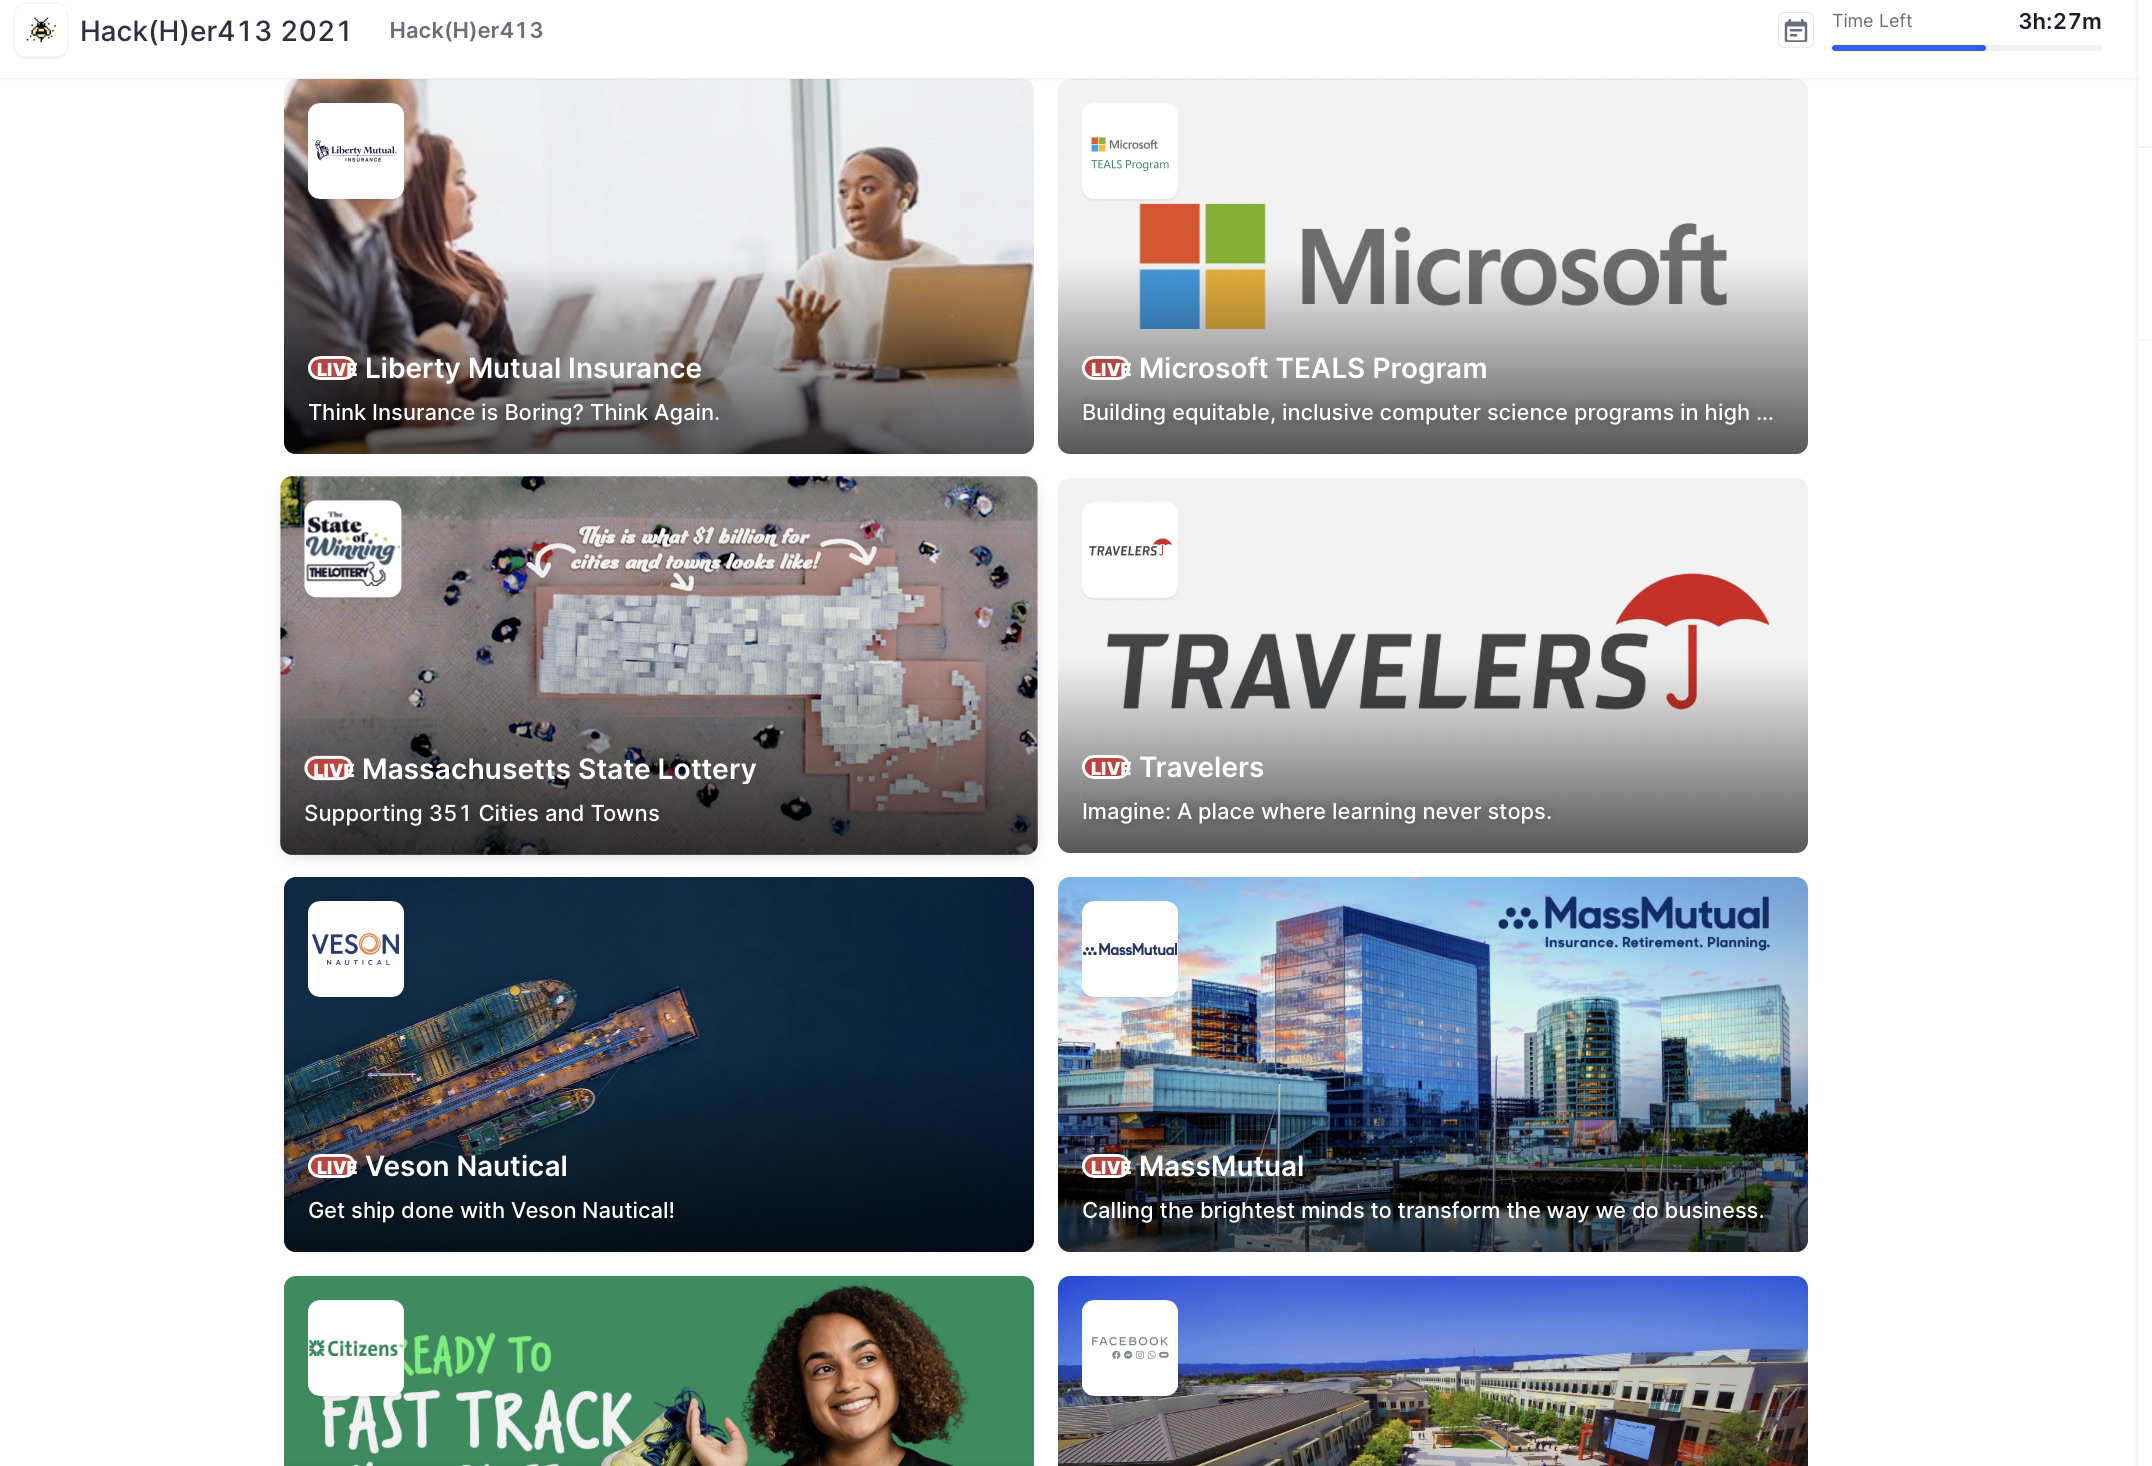 Hack(H)er413 2021
Hack(H)er413
Time Left
3h:27m
Liberty Mutual.
INSURANCE
LIVE Liberty Mutual Insurance
Think Insurance is Boring? Think Again.
Microsoft
TEALS Program
Microsoft
LIVE Microsoft TEALS Program
Building equitable, inclusive computer science programs in high ...
The
State
of
Winning
THE LOTTERY
This is what $1 billion for
cities and towns looks like!
LIVE Massachusetts State Lottery
Supporting 351 Cities and Towns
TRAVELERS
TRAVELERS
LIVE Travelers
Imagine: A place where learning never stops.
VESON
NAUTICAL
LIVE Veson Nautical
Get ship done with Veson Nautical!
MassMutual
MassMutual
Insurance. Retirement. Planning.
LIVE MassMutual
Calling the brightest minds to transform the way we do business.
Citizens
READY TO
FAST TRACK
FACEBOOK